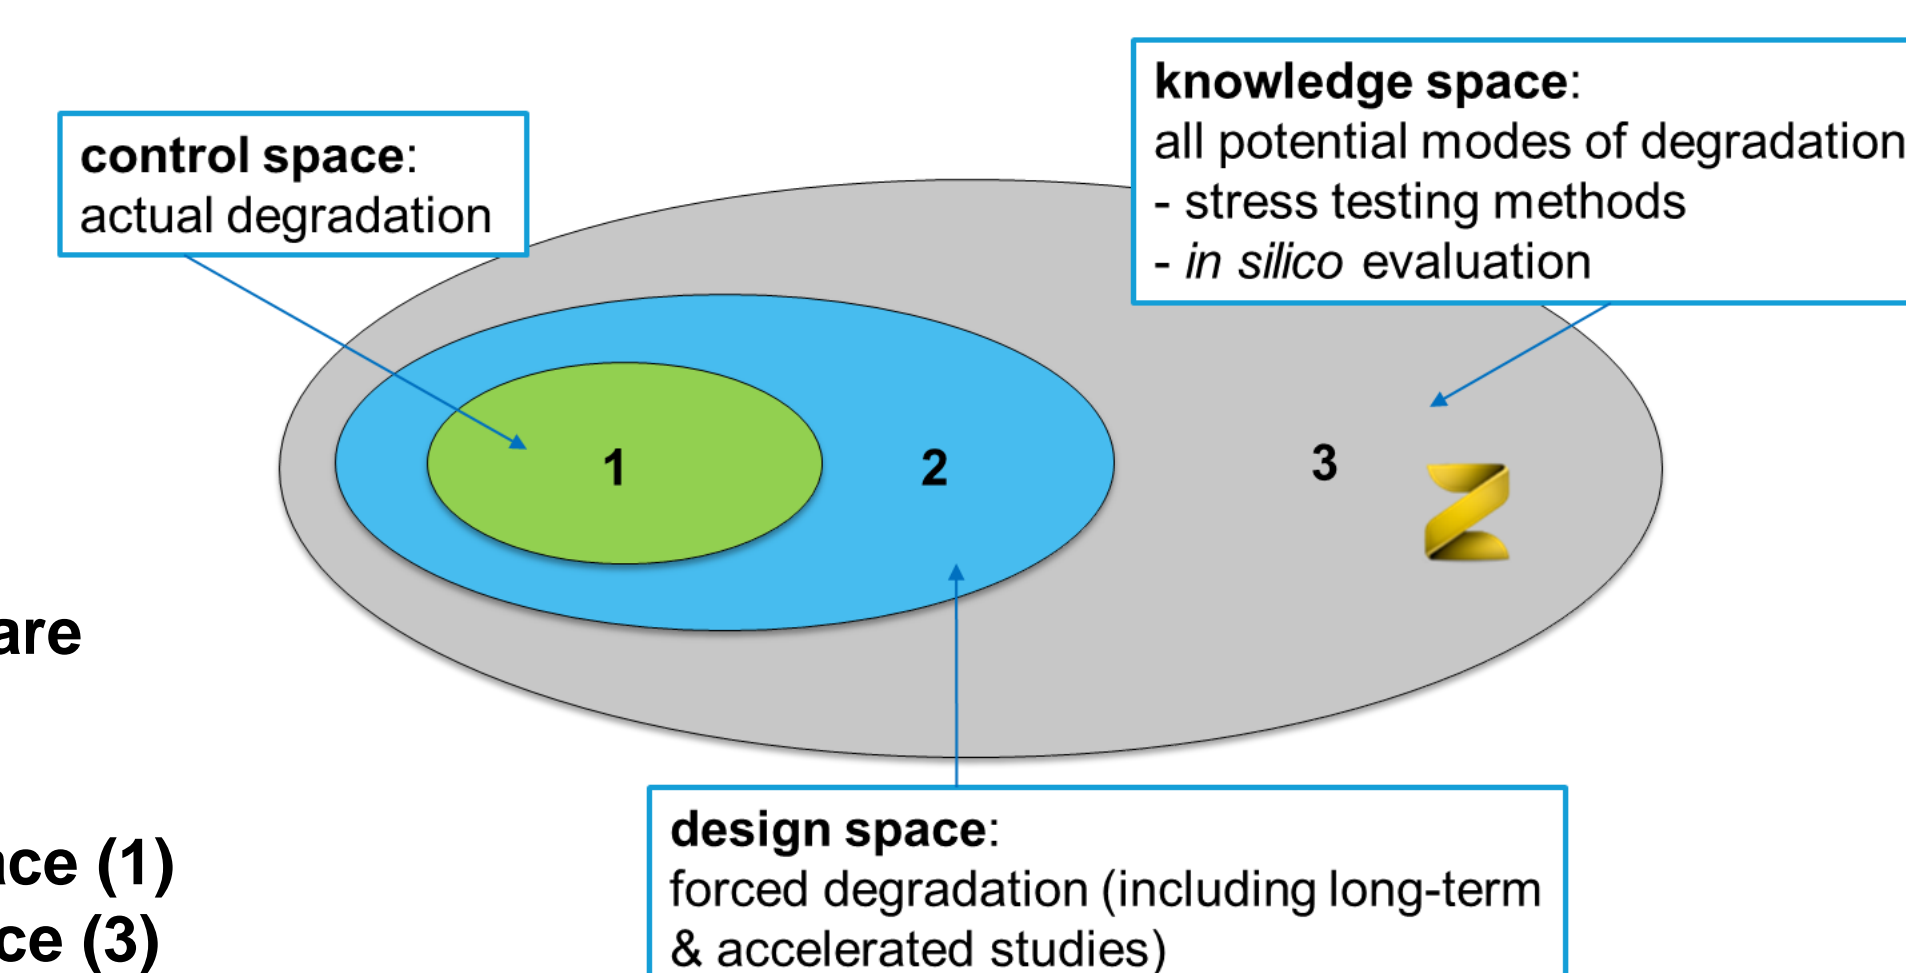 control space:
actual degradation
knowledge space:
all potential modes of degradation
- stress testing methods
- in silico evaluation
1
2
3
are
ace (1)
ce (3)
design space:
forced degradation (including long-term
& accelerated studies)